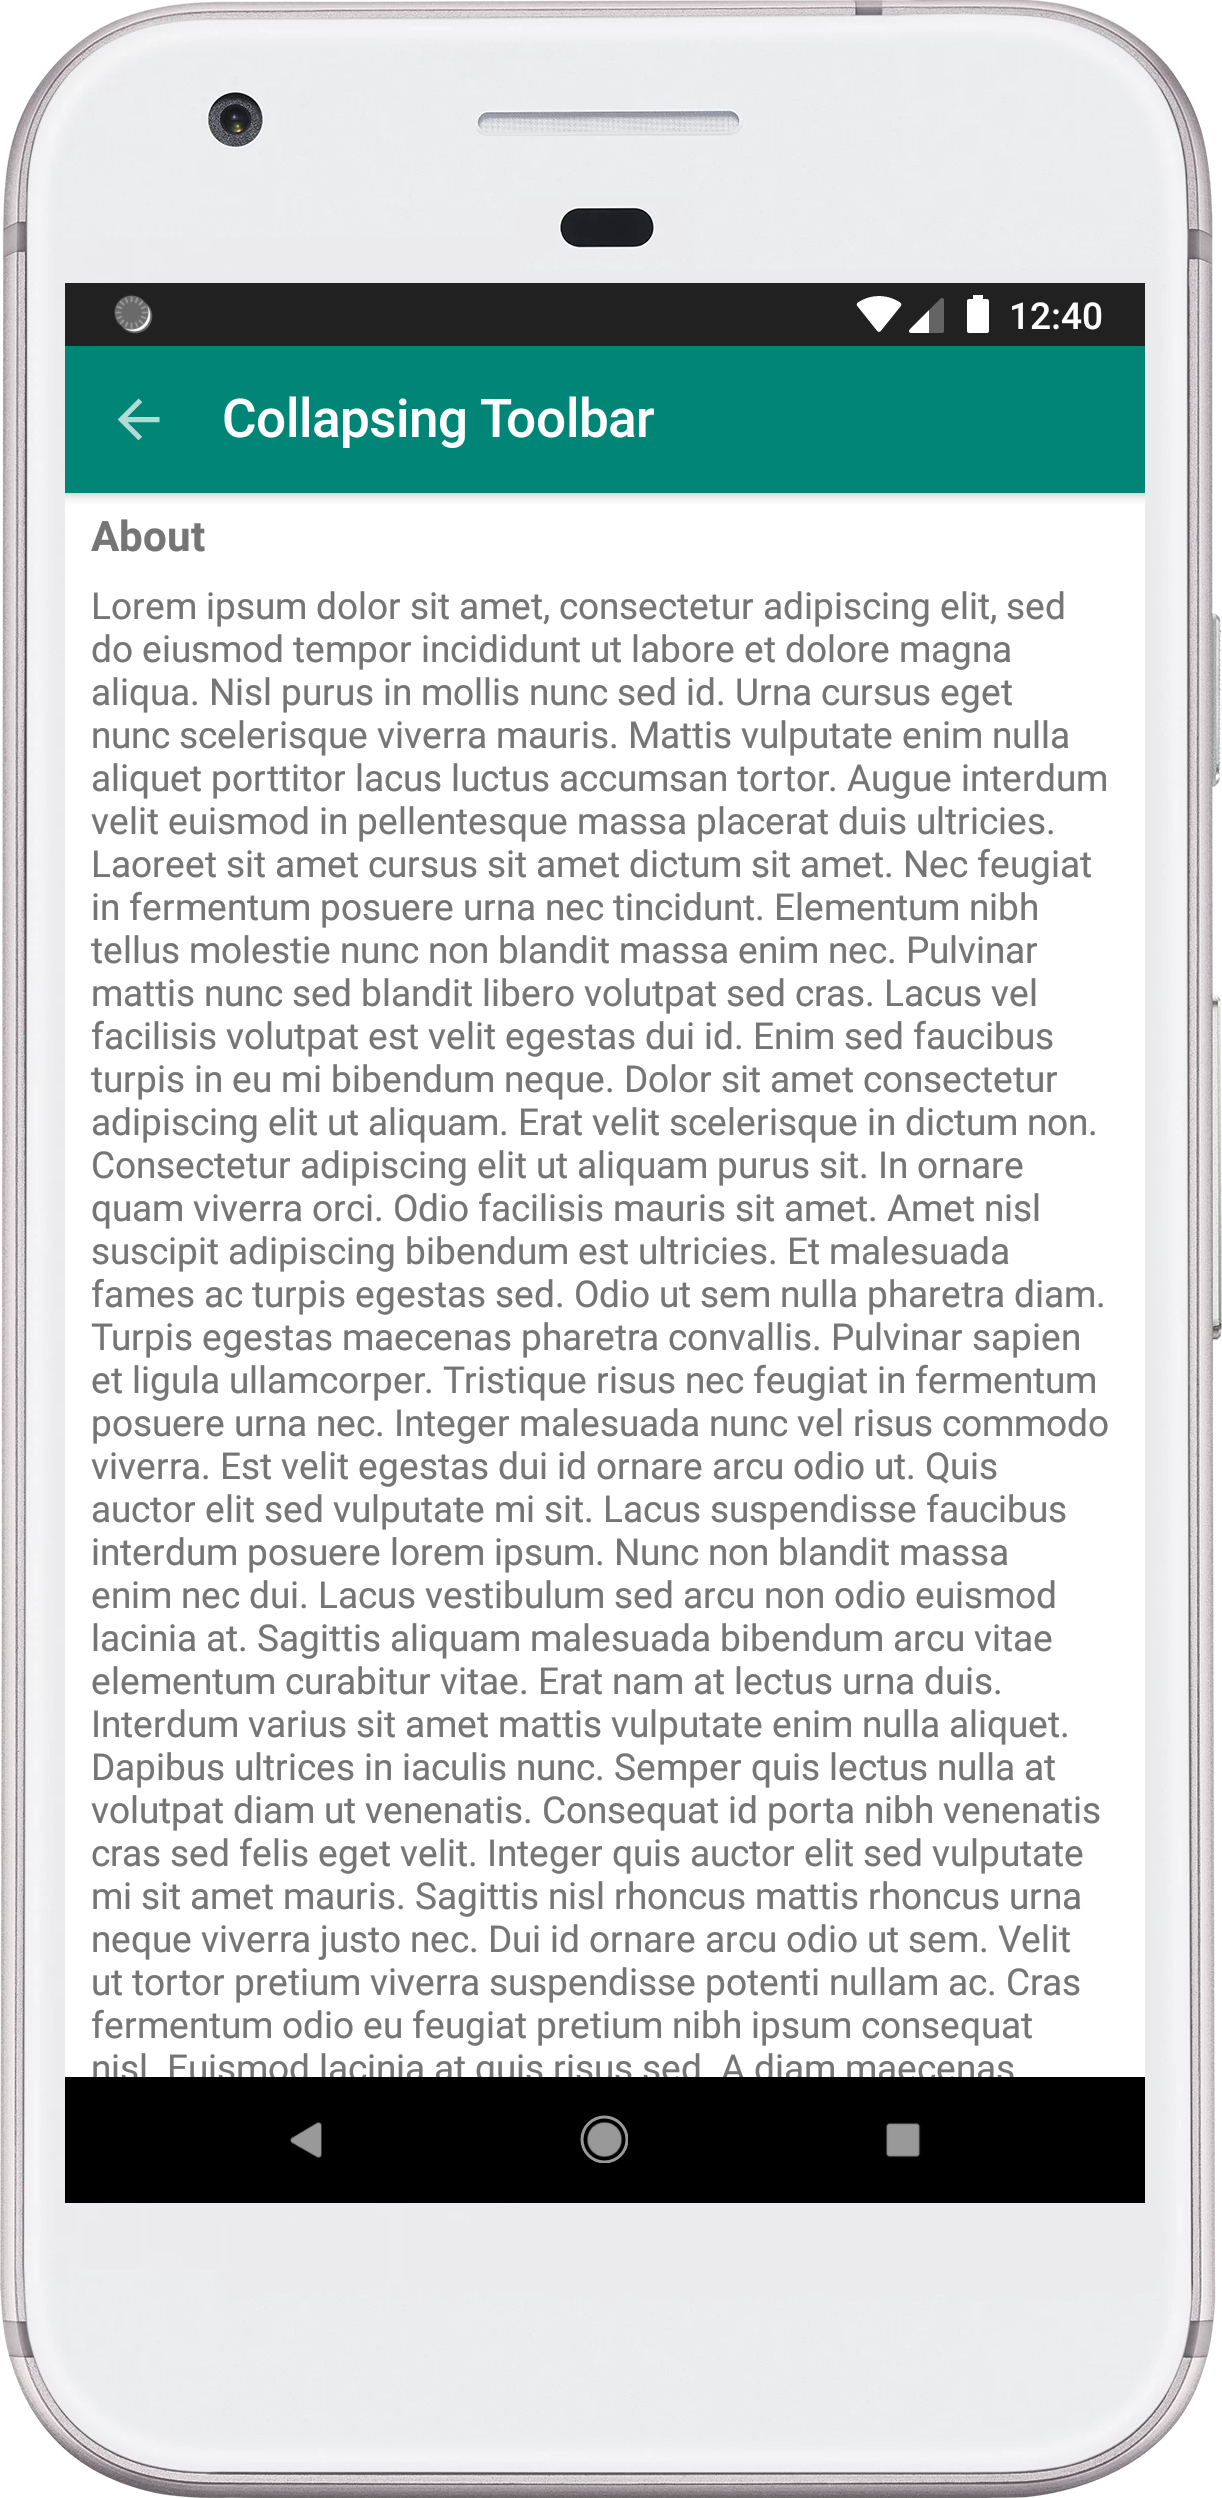 12:40
Collapsing Toolbar
About
Lorem ipsum dolor sit amet, consectetur adipiscing elit, sed
do eiusmod tempor incididunt ut labore et dolore magna
aliqua. Nisl purus in mollis nunc sed id. Urna cursus eget
nunc scelerisque viverra mauris. Mattis vulputate enim nulla
aliquet porttitor lacus luctus accumsan tortor. Augue interdum
velit euismod in pellentesque massa placerat duis ultricies.
Laoreet sit amet cursus sit amet dictum sit amet. Nec feugiat
in fermentum posuere urna nec tincidunt. Elementum nibh
tellus molestie nunc non blandit massa enim nec. Pulvinar
mattis nunc sed blandit libero volutpat sed cras. Lacus vel
facilisis volutpat est velit egestas dui id. Enim sed faucibus
turpis in eu mi bibendum neque. Dolor sit amet consectetur
adipiscing elit ut aliquam. Erat velit scelerisque in dictum non.
Consectetur adipiscing elit ut aliquam purus sit. In ornare
quam viverra orci. Odio facilisis mauris sit amet. Amet nisl
suscipit adipiscing bibendum est ultricies. Et malesuada
fames ac turpis egestas sed. Odio ut sem nulla pharetra diam.
Turpis egestas maecenas pharetra convallis. Pulvinar sapien
et ligula ullamcorper. Tristique risus nec feugiat in fermentum
posuere urna nec. Integer malesuada nunc vel risus commodo
viverra. Est velit egestas dui id ornare arcu odio ut. Quis
auctor elit sed vulputate mi sit. Lacus suspendisse faucibus
interdum posuere lorem ipsum. Nunc non blandit massa
enim nec dui. Lacus vestibulum sed arcu non odio euismod
lacinia at. Sagittis aliquam malesuada bibendum arcu vitae
elementum curabitur vitae. Erat nam at lectus urna duis.
Interdum varius sit amet mattis vulputate enim nulla aliquet.
Dapibus ultrices in iaculis nunc. Semper quis lectus nulla at
volutpat diam ut venenatis. Consequat id porta nibh venenatis
cras sed felis eget velit. Integer quis auctor elit sed vulputate
mi sit amet mauris. Sagittis nisl rhoncus mattis rhoncus urna
neque viverra justo nec. Dui id ornare arcu odio ut sem. Velit
ut tortor pretium viverra suspendisse potenti nullam ac. Cras
fermentum odio eu feugiat pretium nibh ipsum consequat
nisl. Euismod lacinia at quis risus sed. A diam maecenas